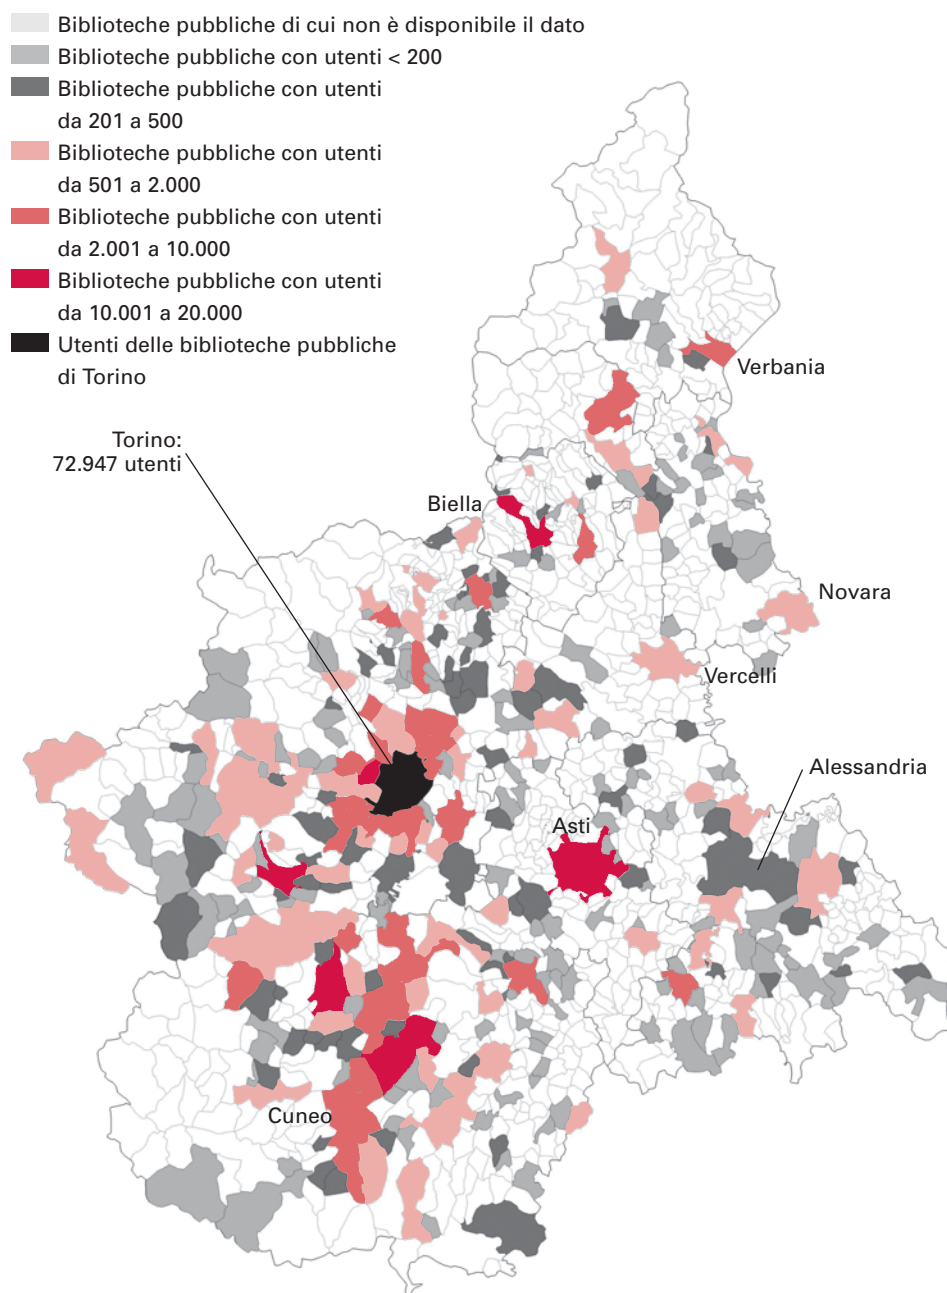 Biblioteche pubbliche di cui non è disponibile il dato
Biblioteche pubbliche con utenti < 200
Biblioteche pubbliche con utenti
da 201 a 500
Biblioteche pubbliche con utenti
da 501 a 2.000
Biblioteche pubbliche con utenti
da 2.001 a 10.000
Biblioteche pubbliche con utenti
da 10.001 a 20.000
Utenti delle biblioteche pubbliche
di Torino
Verbania
Torino:
72.947 utenti
Biella
Novara
Vercelli
Alessandria
Asti
Cuneo